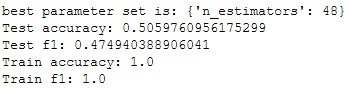 best parameter set is: {'n_estimators': 48}
Test accuracy: 0.5059760956175299
Test f1: 0.474940388906041
Train accuracy: 1.0
Train f1: 1.0